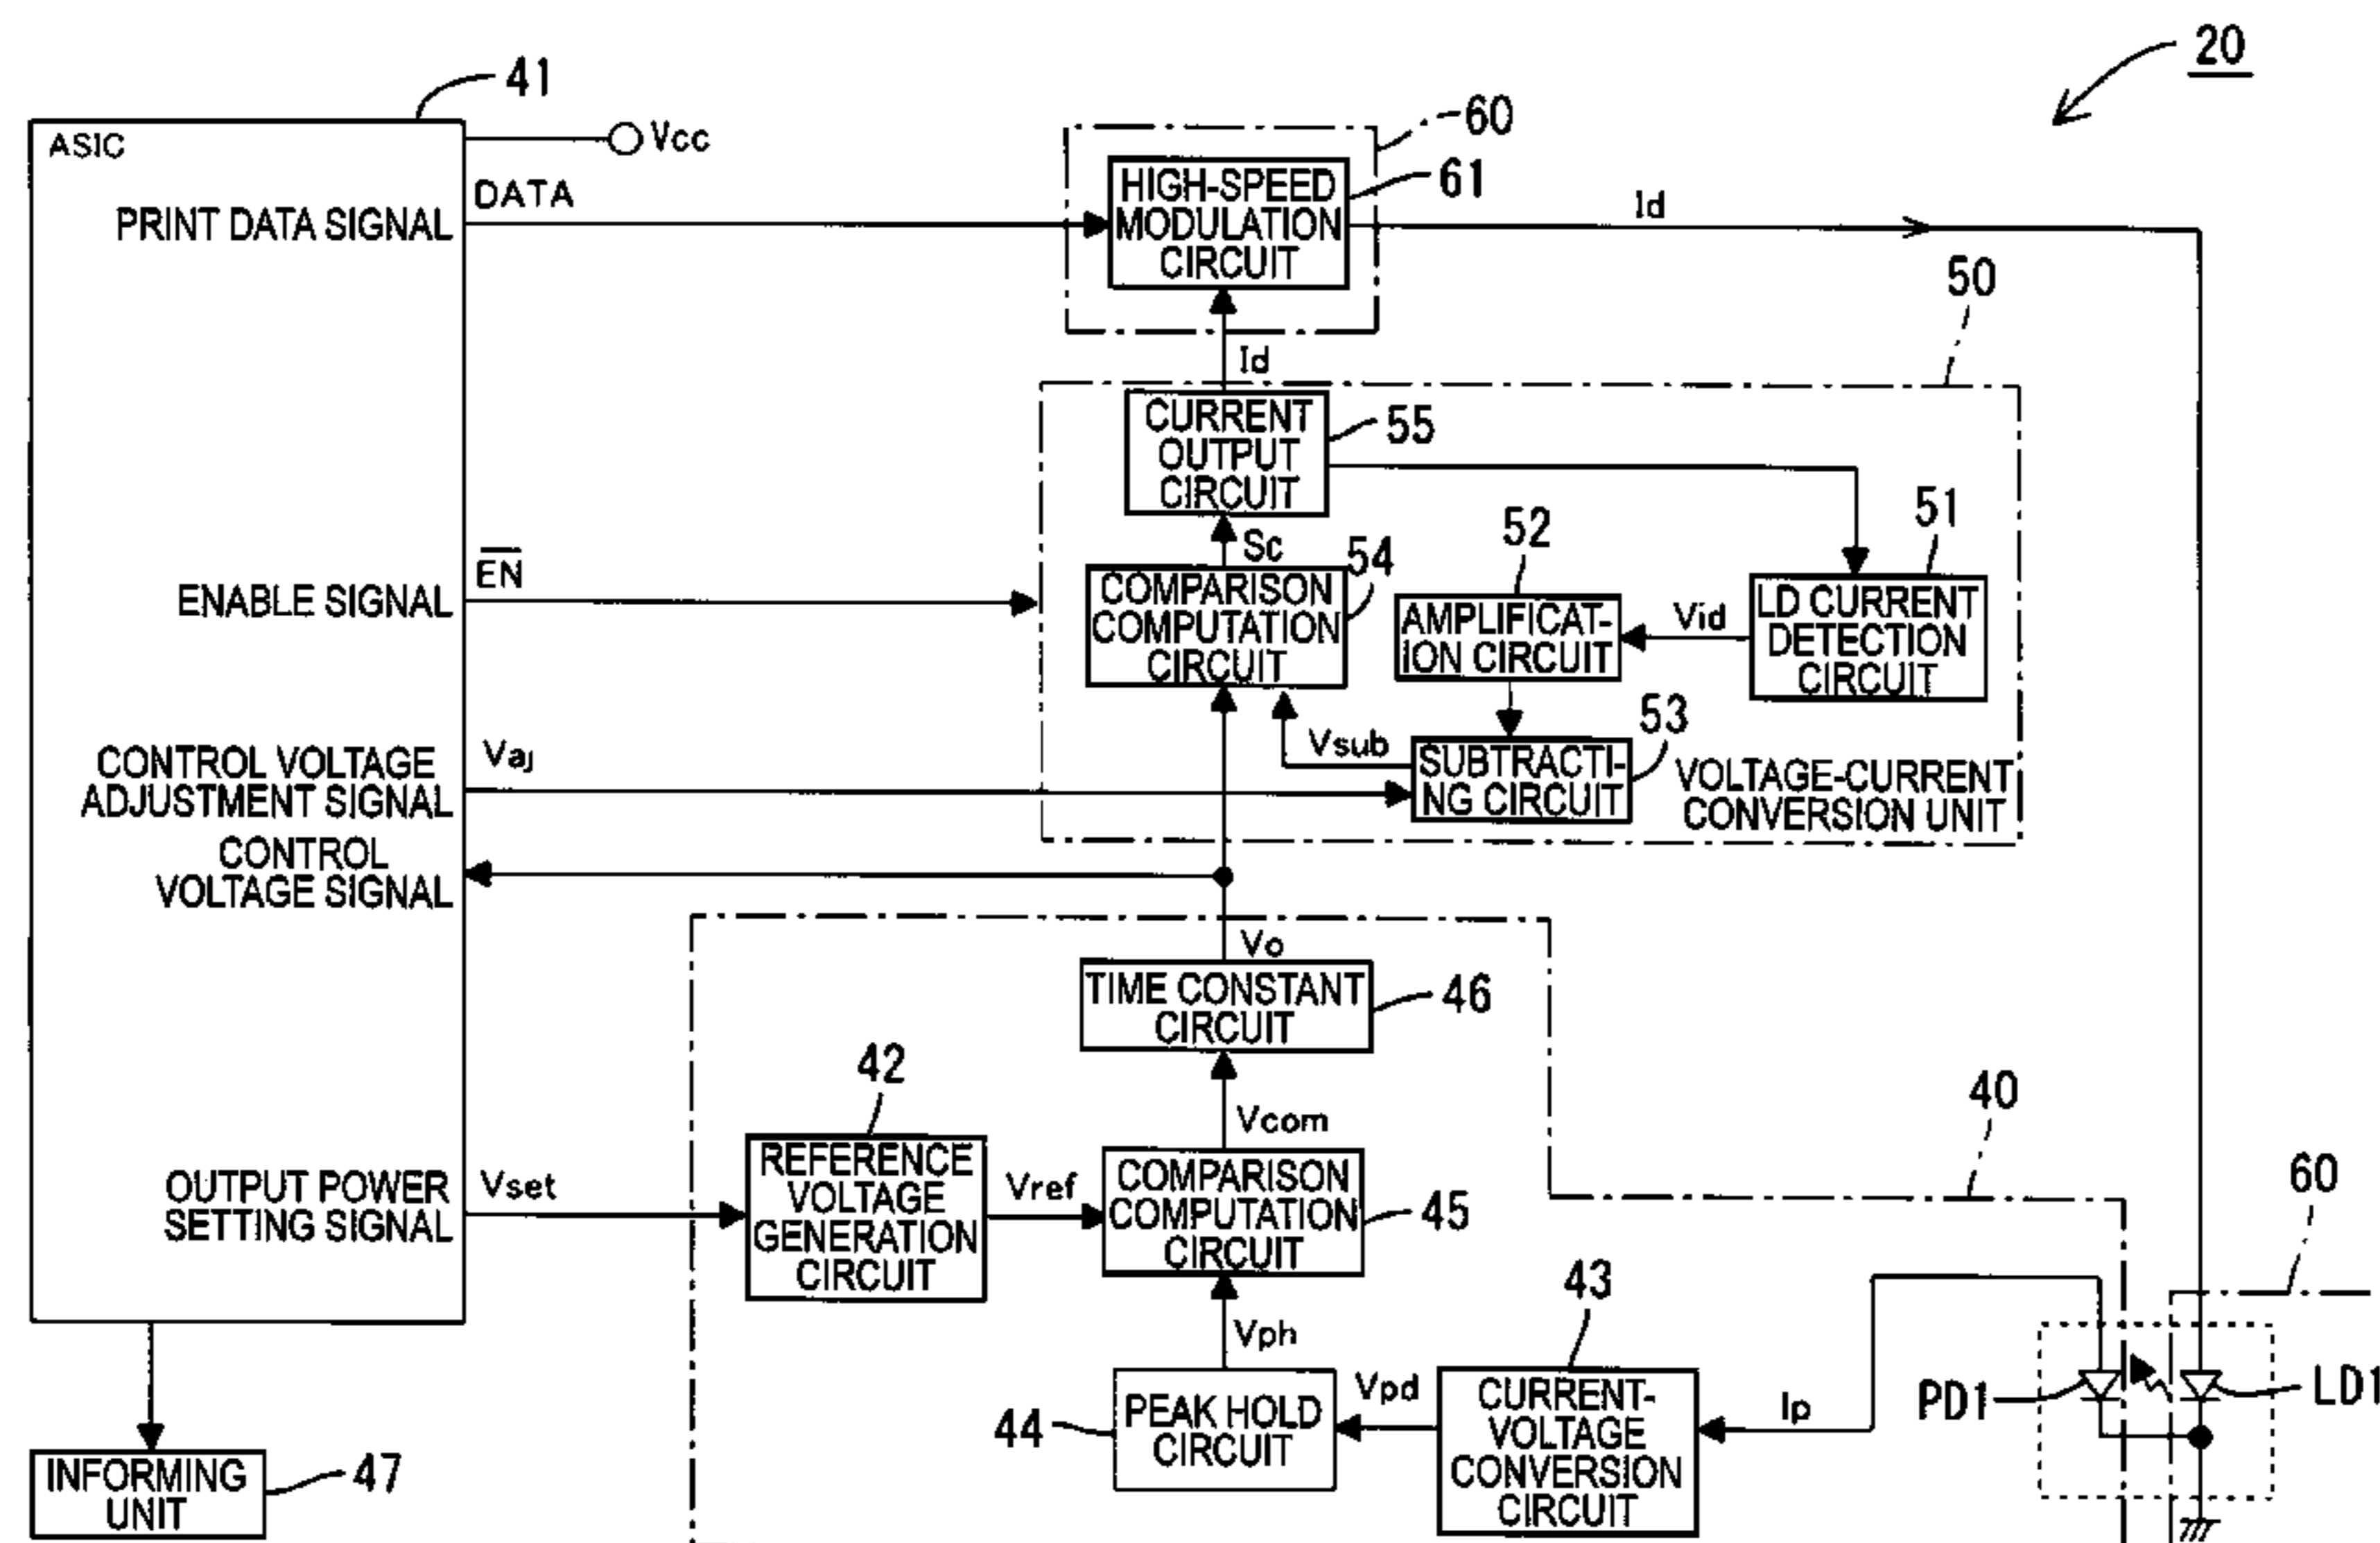 20
41
ASIC
Vcc
60
DATA
PRINT DATA SIGNAL
HIGH-SPEED
MODULATION
CIRCUIT
61
Id
50
Id
CURRENT
OUTPUT
CIRCUIT
55
Sc
52
51
EN
ENABLE SIGNAL
COMPARISON
COMPUTATION
CIRCUIT
54
AMPLIFICAT-
ION CIRCUIT
Vid
LD CURRENT
DETECTION
CIRCUIT
53
Vsub
CONTROL VOLTAGE
ADJUSTMENT SIGNAL
Vaj
SUBTRACTI-
NG CIRCUIT
VOLTAGE-CURRENT
CONVERSION UNIT
CONTROL
VOLTAGE SIGNAL
Vo
TIME CONSTANT
CIRCUIT
46
42
Vcom
40
OUTPUT POWER
SETTING SIGNAL
Vset
REFERENCE
VOLTAGE
GENERATION
CIRCUIT
Vref
COMPARISON
COMPUTATION
CIRCUIT
45
60
43
Vph
44
PEAK HOLD
CIRCUIT
Vpd
CURRENT-
VOLTAGE
CONVERSION
CIRCUIT
Ip
PD1
LD1
INFORMING
UNIT
47